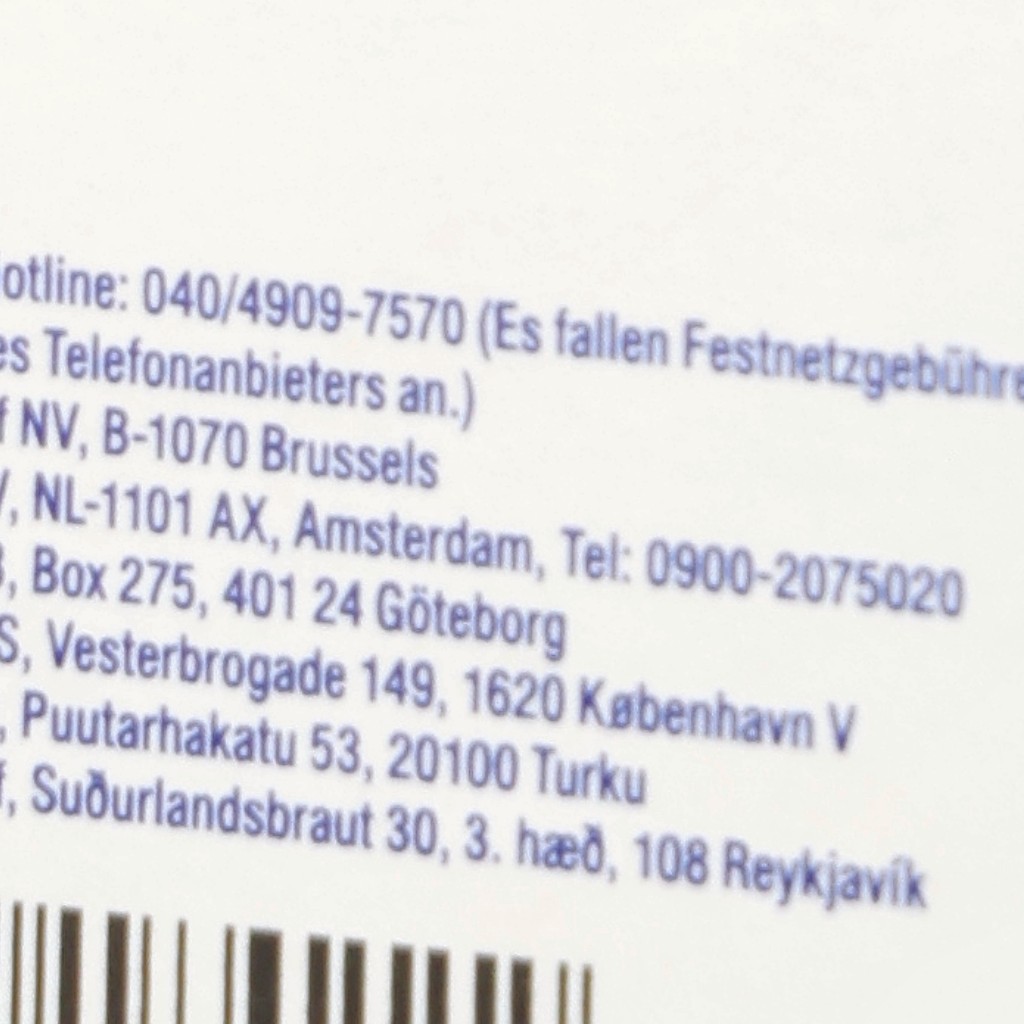 otline: 040/4909-7570 (Es fallen Festnetzgebühre
es Telefonanbieters an.)
f NV, B-1070 Brussels
, NL-1101 AX, Amsterdam, Tel: 0900-2075020
, Box 275, 401 24 Göteborg
S, Vesterbrogade 149, 1620 København V
, Puutarhakatu 53, 20100 Turku
f, Suðurlandsbraut 30, 3. hæð, 108 Reykjavík